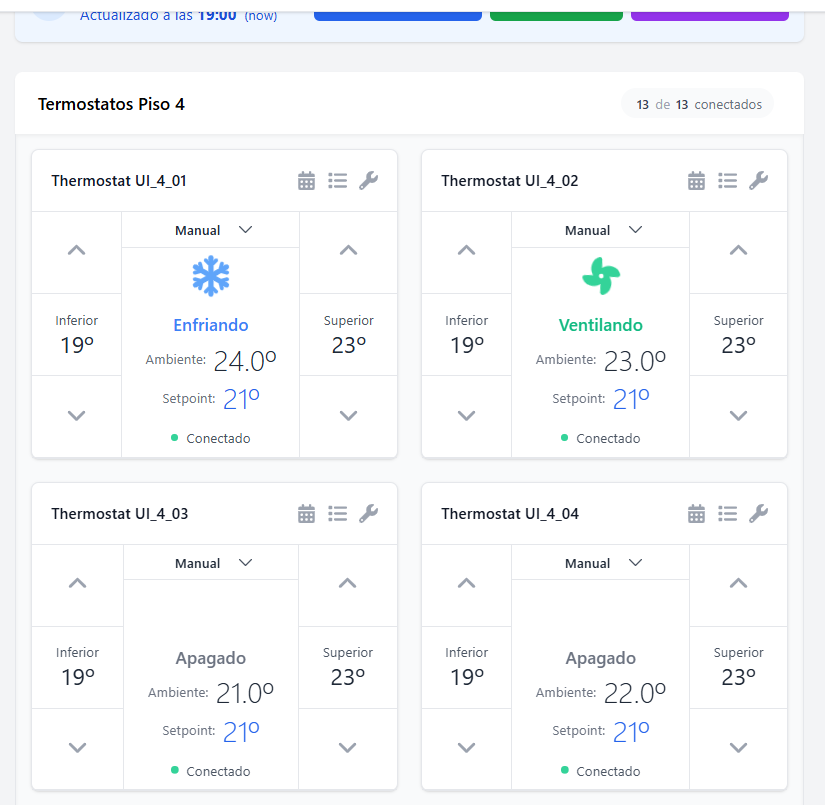 Actualizado a las 19:00 (now)
Termostatos Piso 4
13 de 13 conectados
Thermostat UI_4_01
Manual
Enfriando
Inferior
19º
Ambiente: 24.0º
Setpoint: 21º
Superior
23º
Conectado
Thermostat UI_4_02
Manual
Ventilando
Inferior
19º
Ambiente: 23.0º
Setpoint: 21º
Superior
23º
Conectado
Thermostat UI_4_03
Manual
Apagado
Inferior
19º
Ambiente: 21.0º
Setpoint: 21º
Superior
23º
Conectado
Thermostat UI_4_04
Manual
Apagado
Inferior
19º
Ambiente: 22.0º
Setpoint: 21º
Superior
23º
Conectado